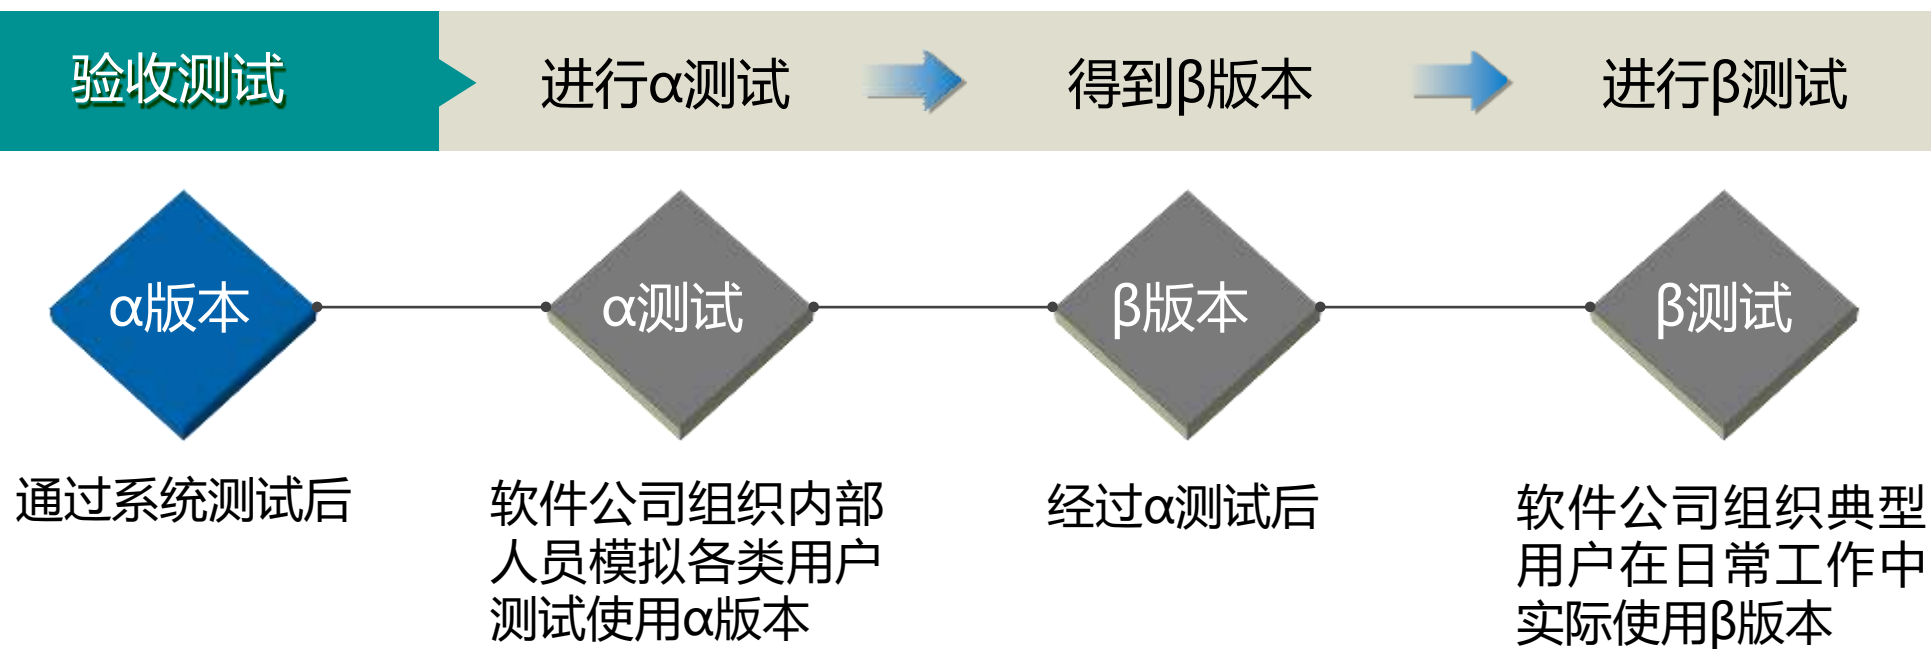 验收测试
进行α测试
得到β版本
进行β测试
α版本
α测试
β版本
β测试
通过系统测试后
软件公司组织内部
人员模拟各类用户
测试使用α版本
经过α测试后
软件公司组织典型
用户在日常工作中
实际使用β版本